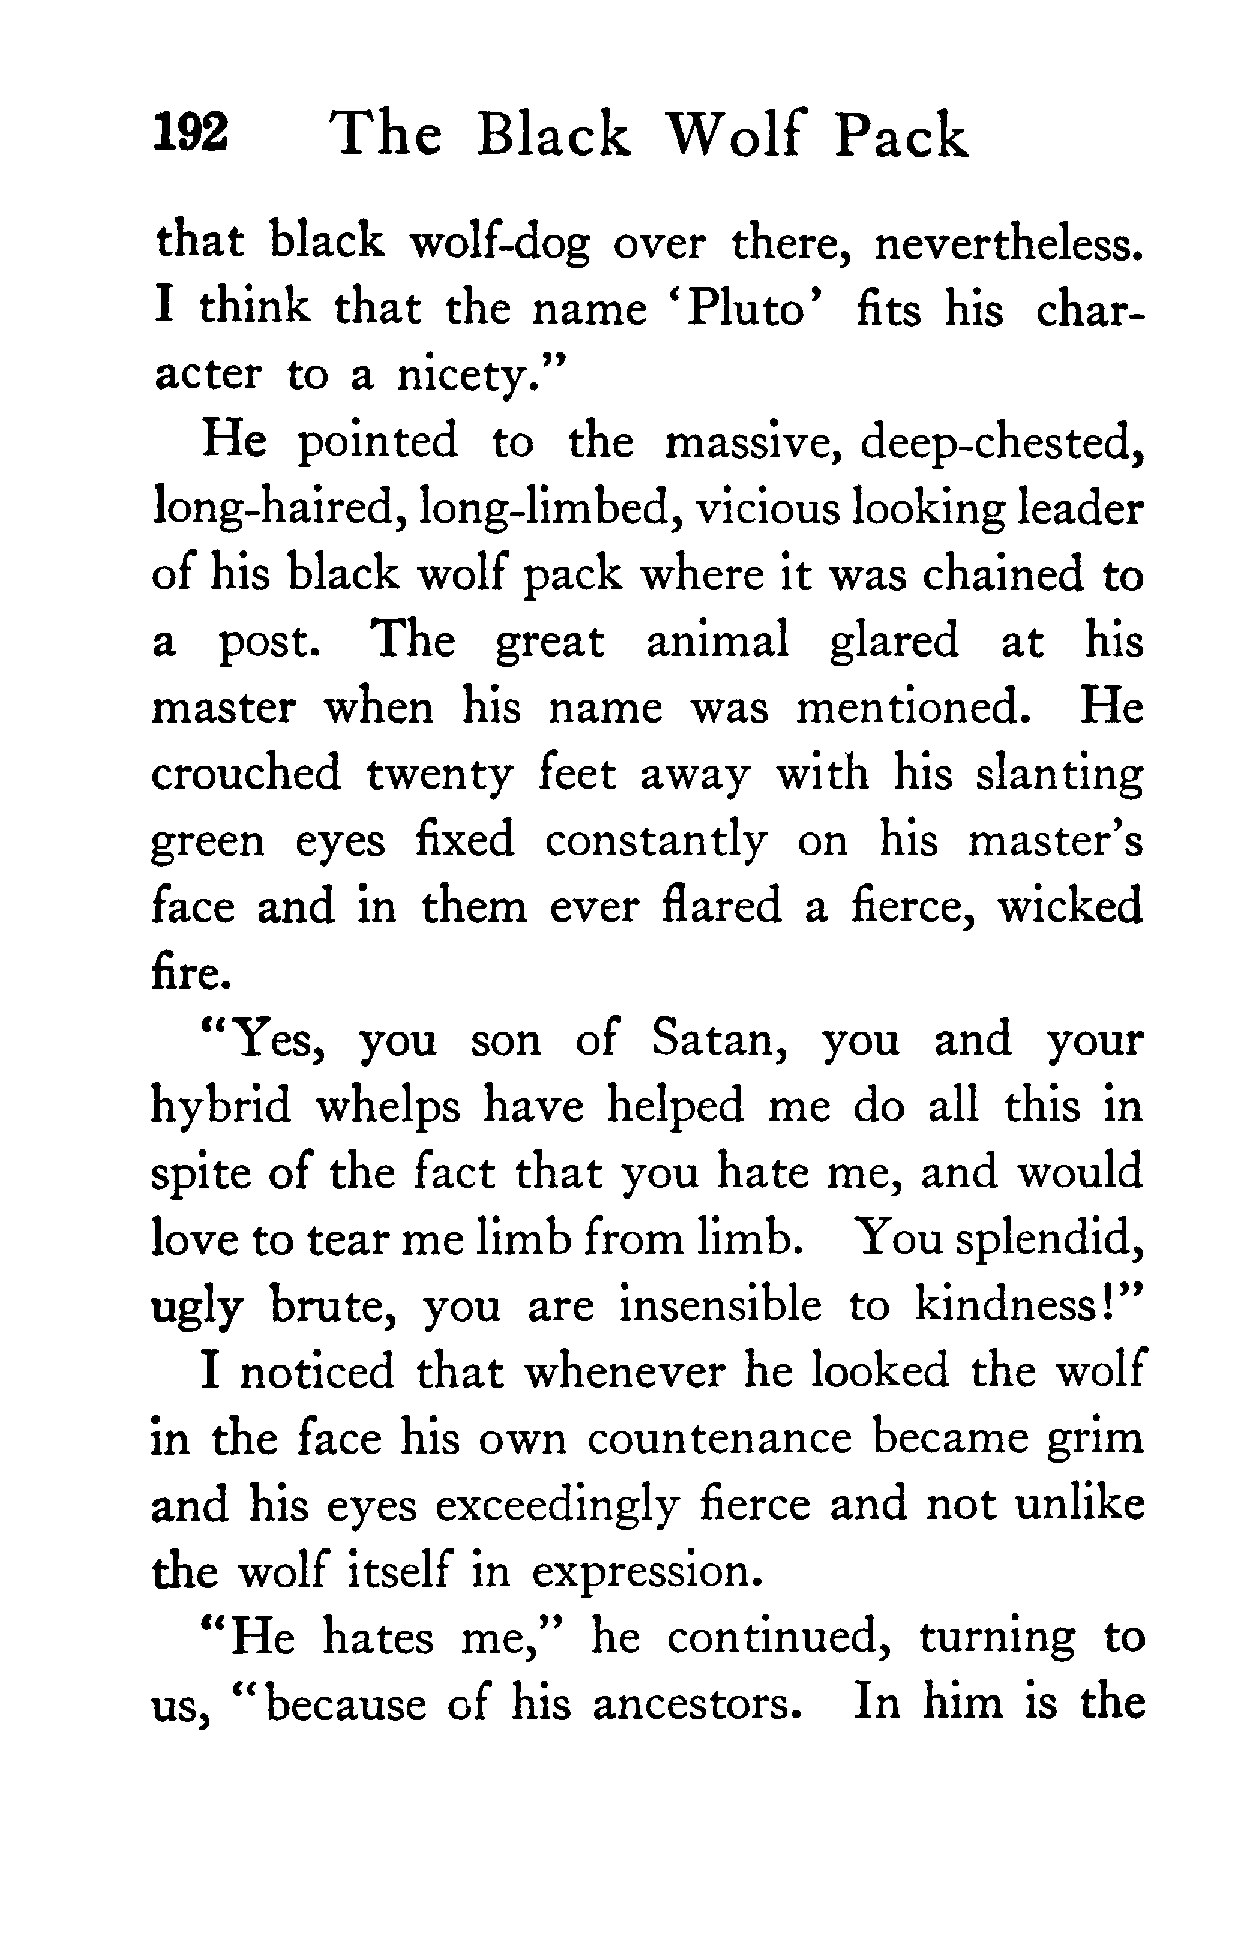 192 The Black Wolf Pack
that black wolf-dog over there, nevertheless.
I think that the name ‘Pluto’ fits his char-
acter to a nicety.”
He pointed to the massive, deep-chested,
long-haired, long-limbed, vicious looking leader
of his black wolf pack where it was chained to
a post. The great animal glared at his
master when his name was mentioned. He
crouched twenty feet away with his slanting
green eyes fixed constantly on his master’s
face and in them ever flared a fierce, wicked
fire.
“Yes, you son of Satan, you and your
hybrid whelps have helped me do all this in
spite of the fact that you hate me, and would
love to tear me limb from limb. You splendid,
ugly brute, you are insensible to kindness!”
I noticed that whenever he looked the wolf
in the face his own countenance became grim
and his eyes exceedingly fierce and not unlike
the wolf itself in expression.
“He hates me,” he continued, turning to
us, “because of his ancestors. In him is the